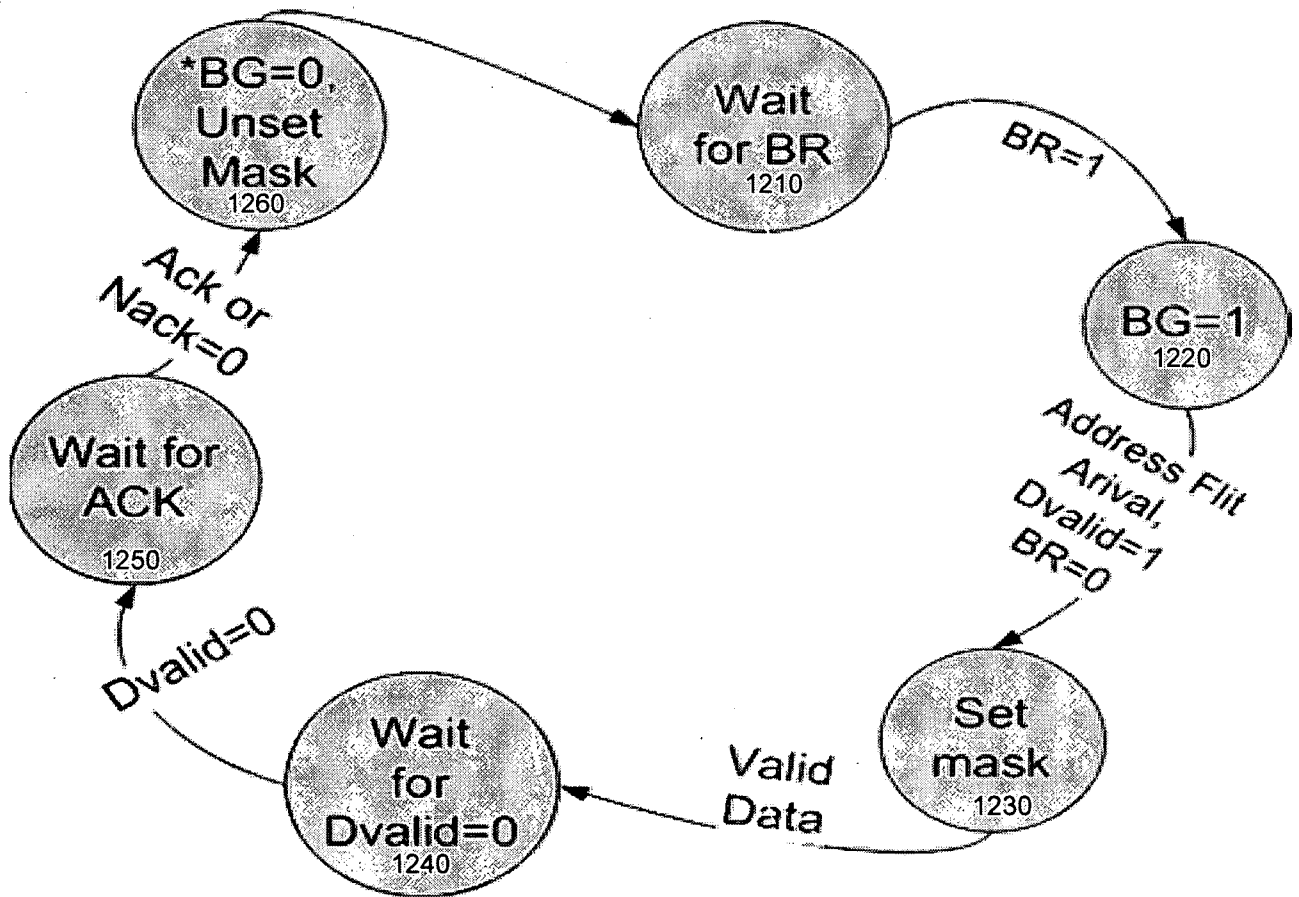 *BG=0,
Unset
Mask
1260
Wait
for BR
1210
BR=1
BG=1
1220
Address Flit
Arival,
Dvalid=1
BR=0
Set
mask
1230
Valid
Data
Wait
for
Dvalid=0
1240
Dvalid=0
Wait for
ACK
1250
Ack or
Nack=0